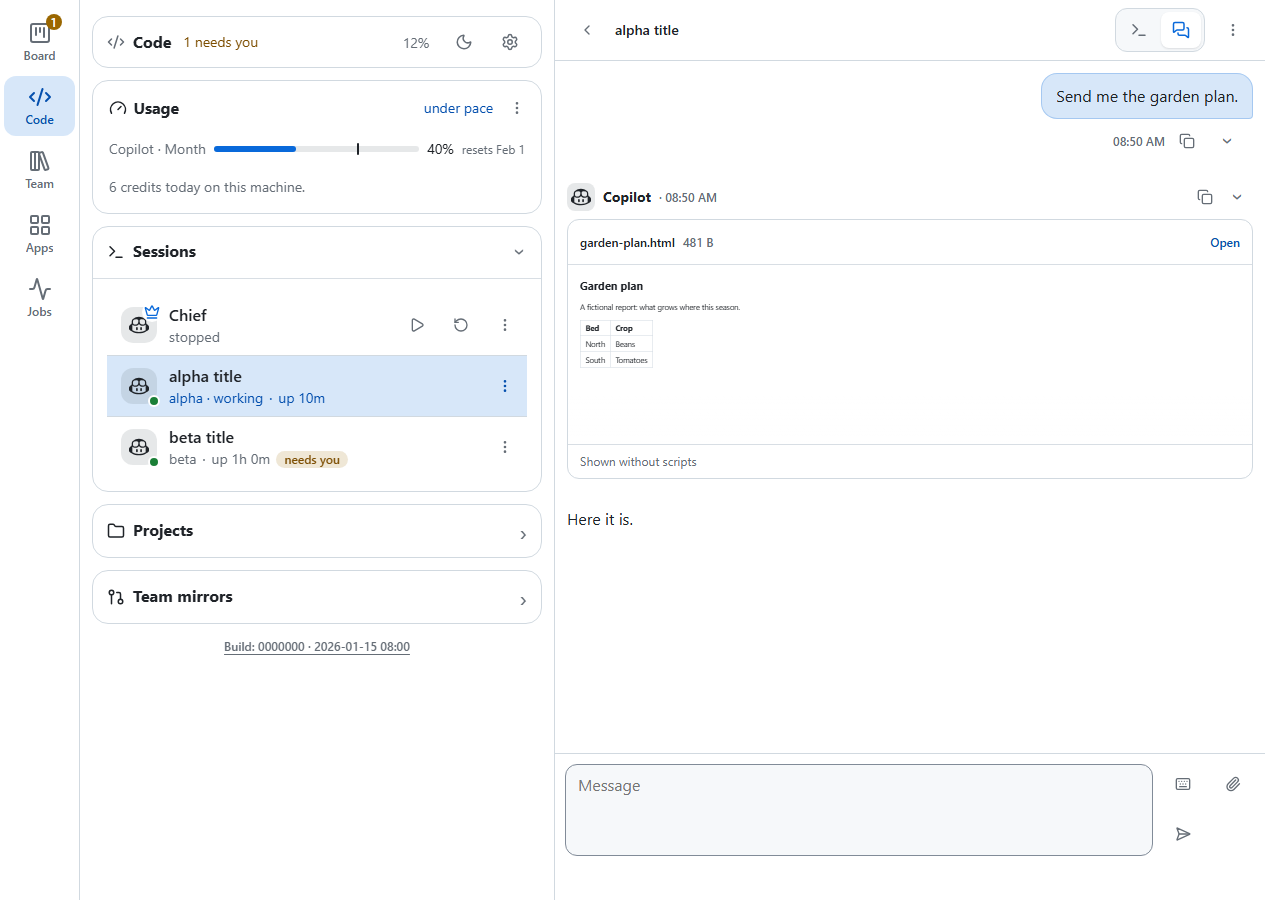 1
Board
Code
Team
Apps
Jobs
Code 1 needs you 12%
Usage under pace
Copilot · Month 40% resets Feb 1
6 credits today on this machine.
Sessions
Chief
stopped
alpha title
alpha · working · up 10m
beta title
beta · up 1h 0m needs you
Projects
Team mirrors
Build: 0000000 · 2026-01-15 08:00
alpha title
Send me the garden plan.
08:50 AM
Copilot · 08:50 AM
garden-plan.html 481 B Open
Garden plan
A fictional report: what grows where this season.
Bed Crop
North Beans
South Tomatoes
Shown without scripts
Here it is.
Message